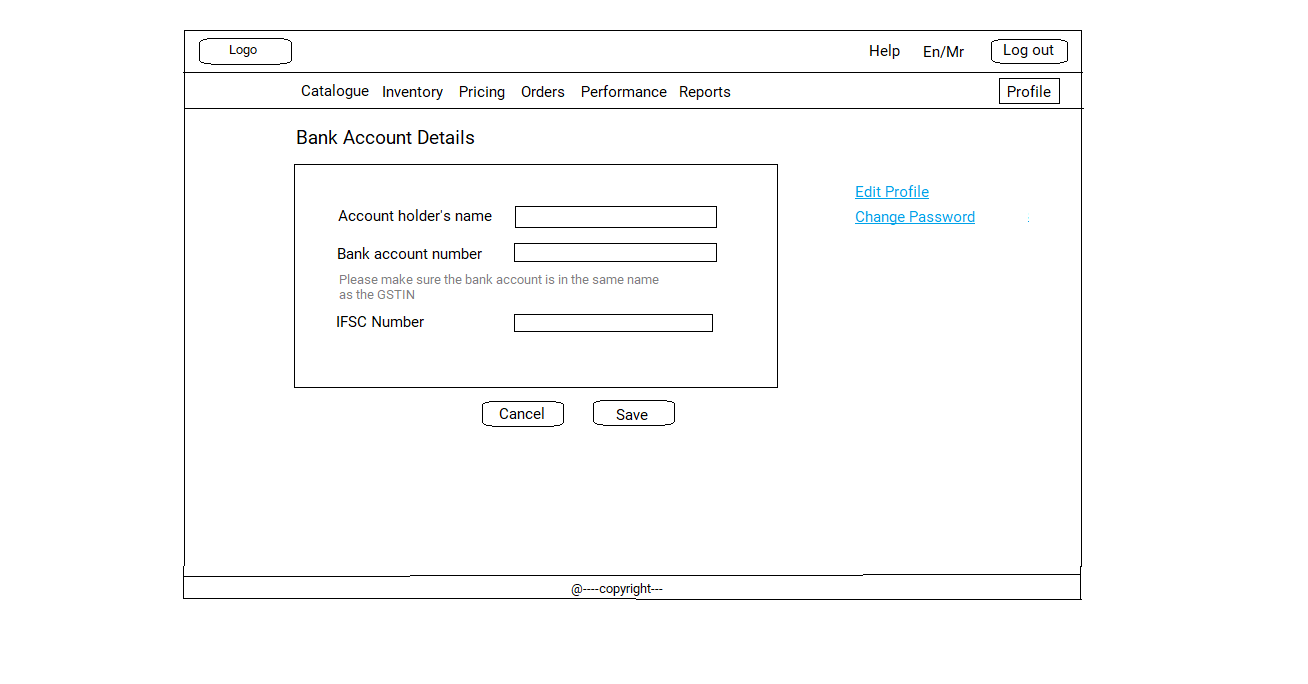 Logo
Help En/Mr Log out
Catalogue Inventory Pricing Orders Performance Reports Profile
Bank Account Details
Edit Profile
Account holder's name
Change Password
Bank account number
Please make sure the bank account is in the same name
as the GSTIN
IFSC Number
Cancel Save
@----copyright---